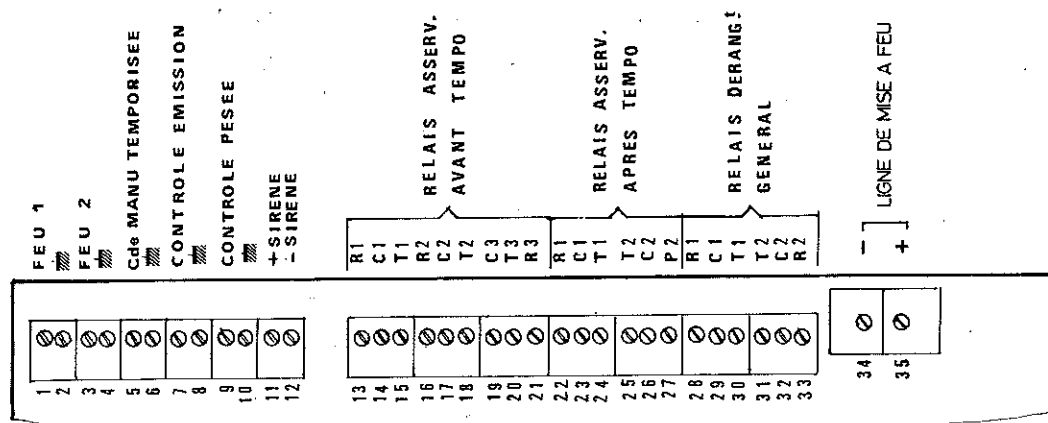 FEU 1
FEU 2
Cde MANU TEMPORISEE
CONTROLE EMISSION
CONTROLE PESEE
+ SIRENE
- SIRENE
RELAIS ASSERV.
AVANT TEMPO
RELAIS ASSERV.
APRES TEMPO
RELAIS DERANGt
GENERAL
LIGNE DE MISE A FEU
R1
C1
T1
R2
C2
T2
C3
T3
R3
R1
C1
T1
T2
C2
P2
R1
C1
T1
T2
C2
R2
-
+
1
2
3
4
5
6
7
8
9
10
11
12
13
14
15
16
17
18
19
20
21
22
23
24
25
26
27
28
29
30
31
32
33
34
35